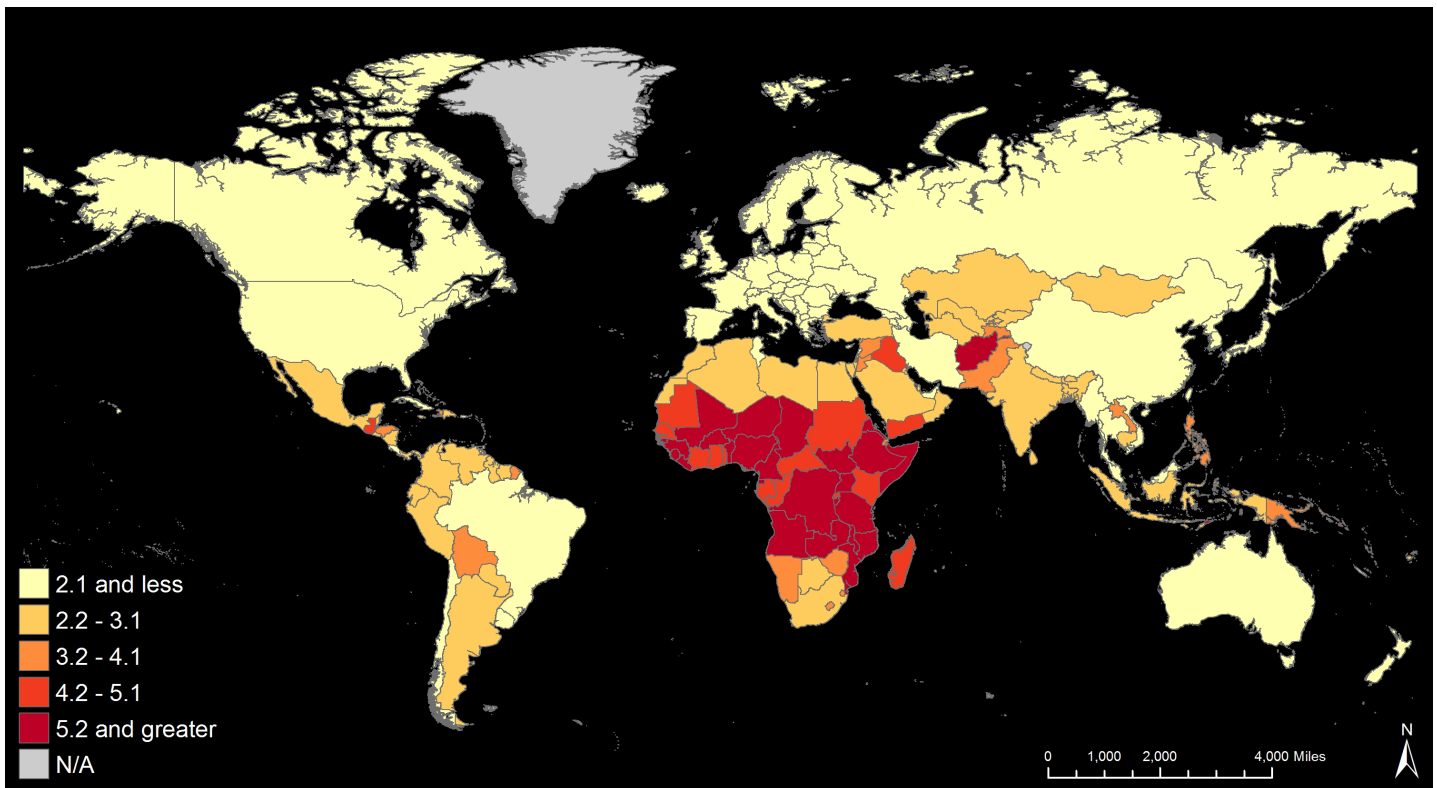 2.1 and less
2.2 - 3.1
3.2 - 4.1
4.2 - 5.1
5.2 and greater
N/A
0 1,000 2,000 4,000 Miles
N